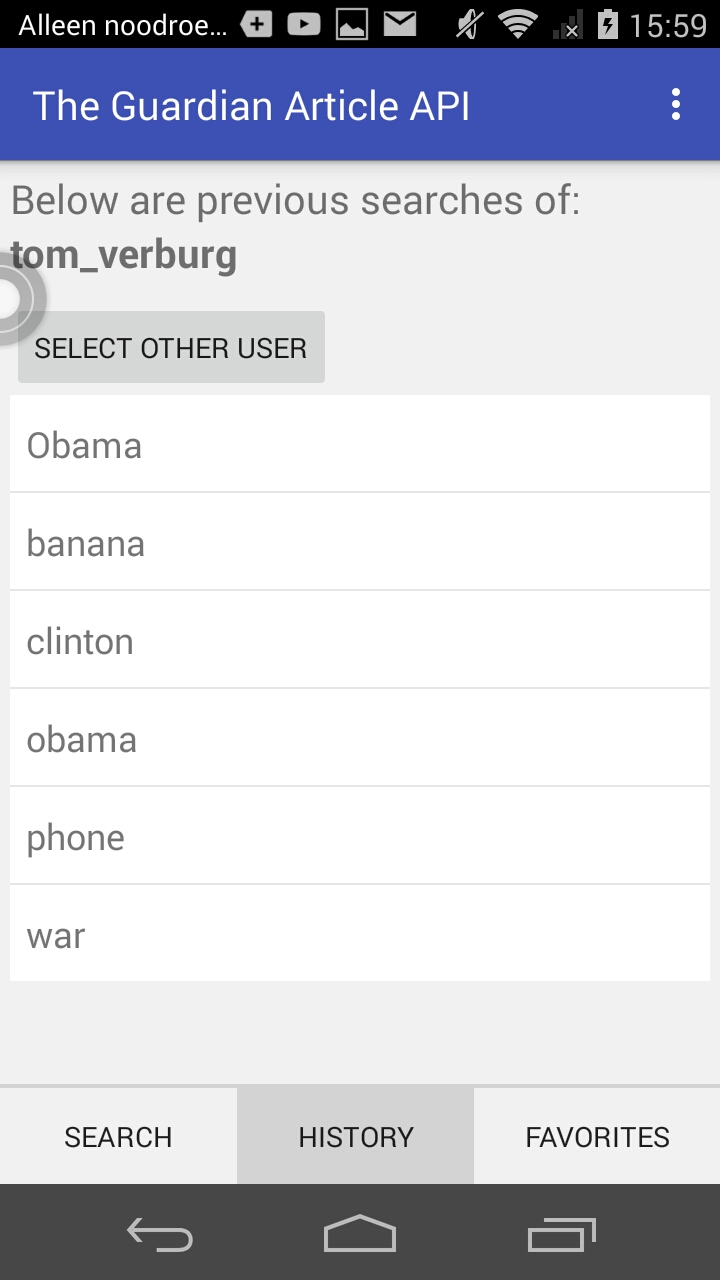 Alleen noodroe... 15:59
The Guardian Article API
Below are previous searches of:
tom_verburg
SELECT OTHER USER
Obama
banana
clinton
obama
phone
war
SEARCH HISTORY FAVORITES